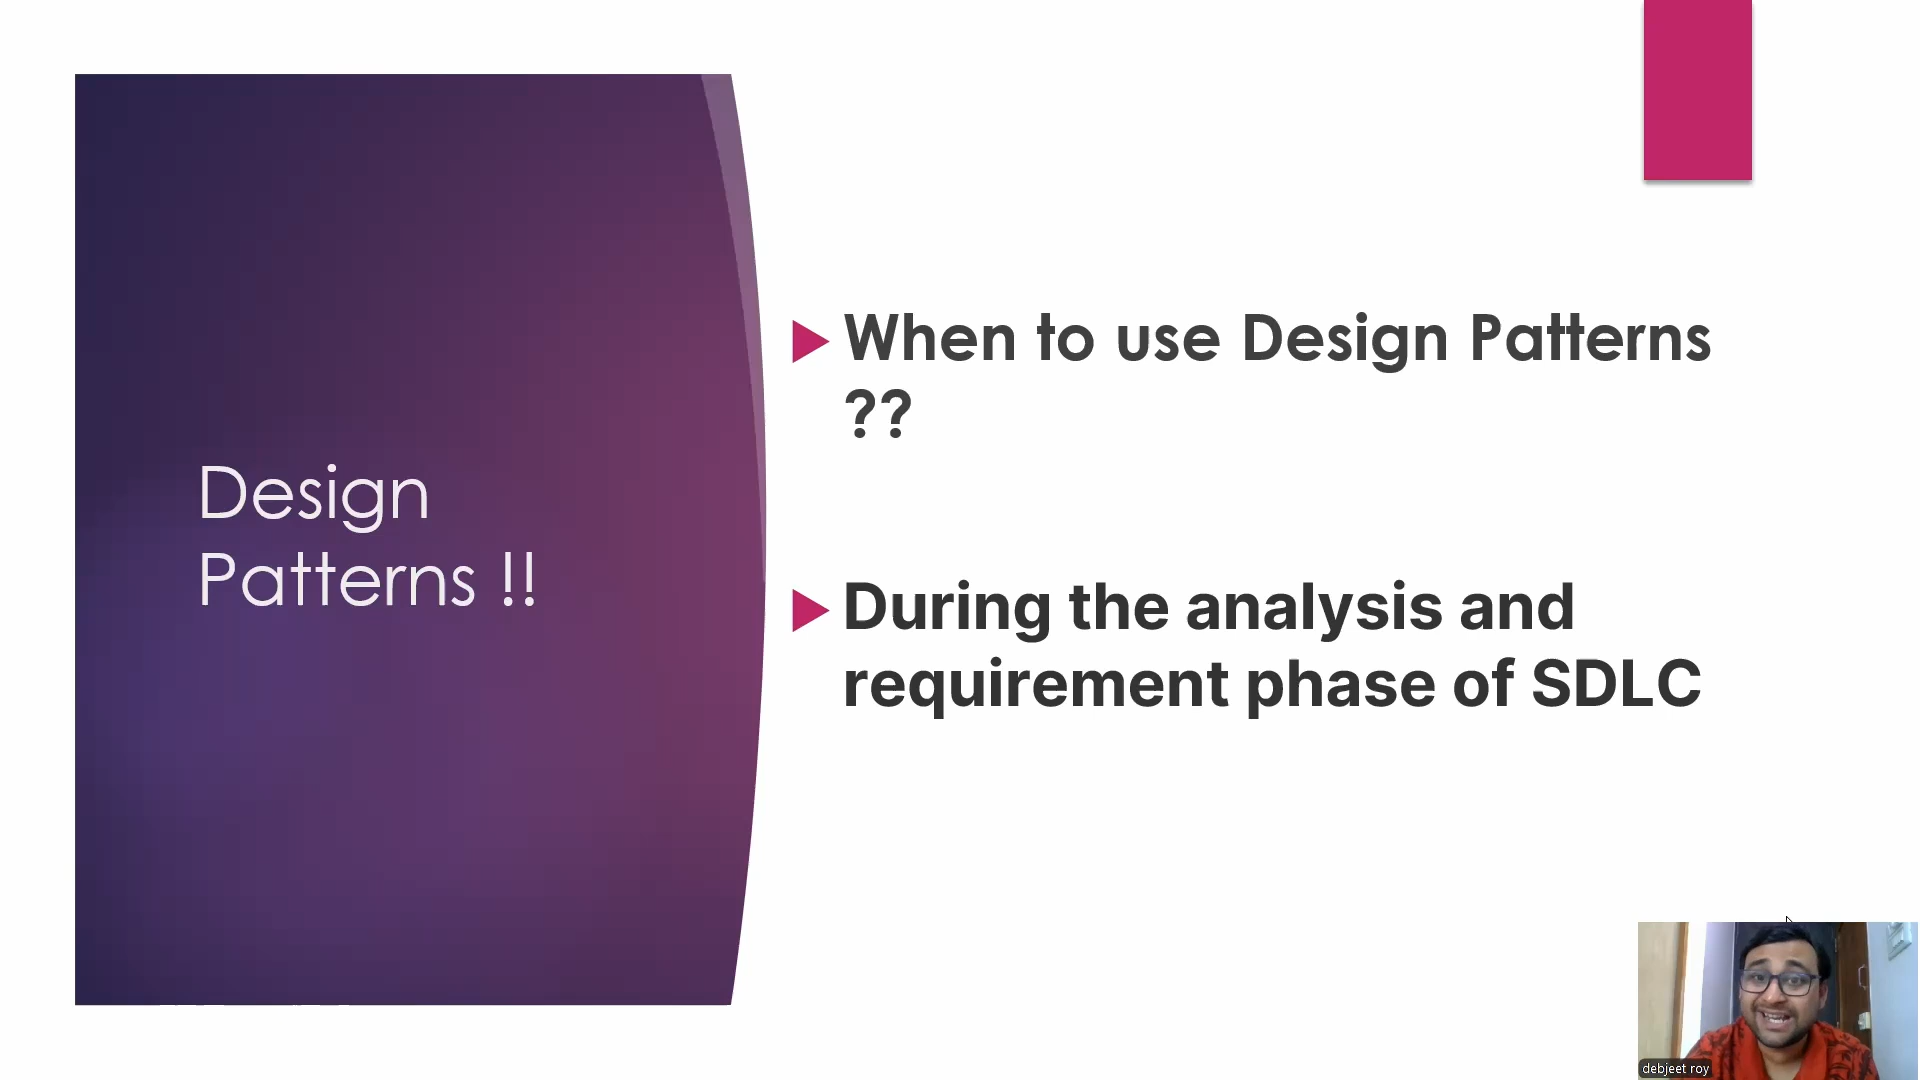 Design
Patterns !!
When to use Design Patterns
??
During the analysis and
requirement phase of SDLC
debjeet roy